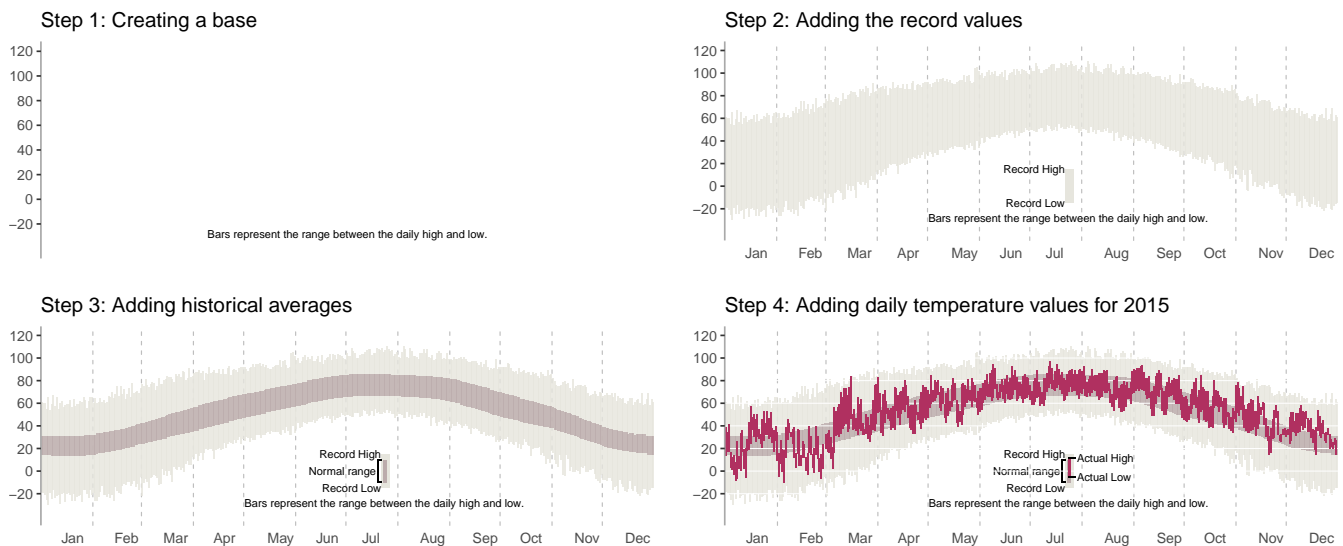 Step 1: Creating a base
120
100
80
60
40
20
0
−20
Bars represent the range between the daily high and low.
Step 2: Adding the record values
120
100
80
60
40
20
0
−20
Record High
Record Low
Bars represent the range between the daily high and low.
Jan Feb Mar Apr May Jun Jul Aug Sep Oct Nov Dec
Step 3: Adding historical averages
120
100
80
60
40
20
0
−20
Record High
Normal range
Record Low
Bars represent the range between the daily high and low.
Jan Feb Mar Apr May Jun Jul Aug Sep Oct Nov Dec
Step 4: Adding daily temperature values for 2015
120
100
80
60
40
20
0
−20
Record High
Actual High
Normal range
Actual Low
Record Low
Bars represent the range between the daily high and low.
Jan Feb Mar Apr May Jun Jul Aug Sep Oct Nov Dec